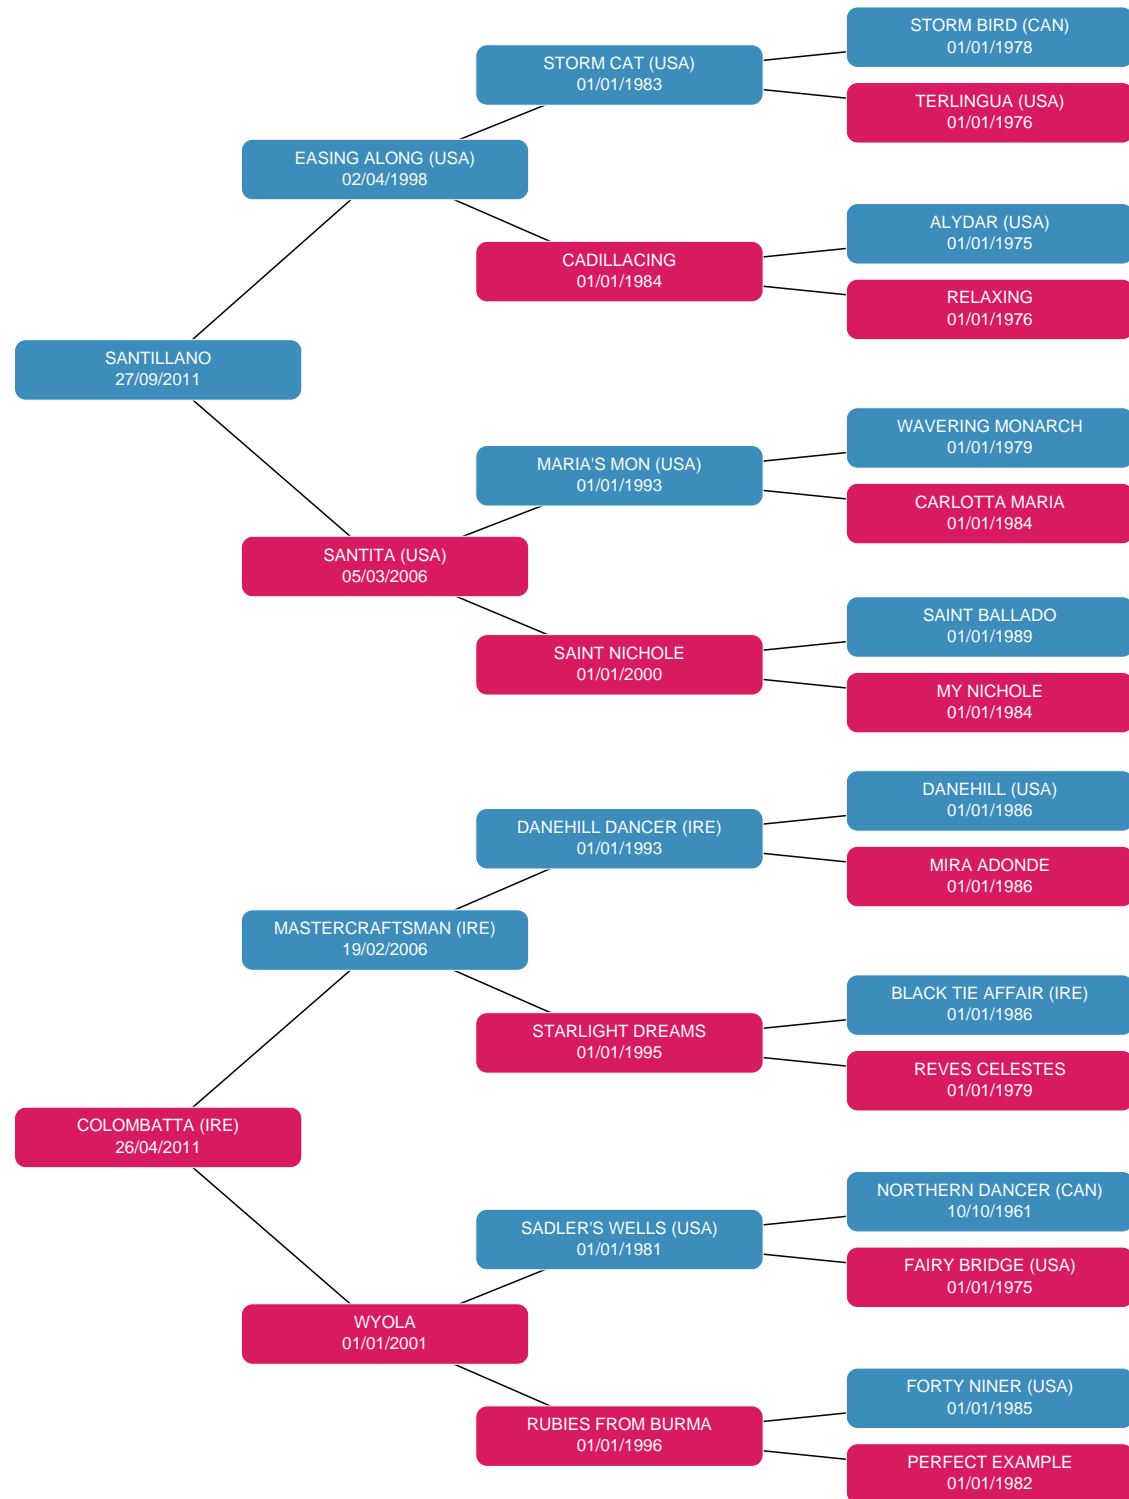 STORM BIRD (CAN)
01/01/1978
STORM CAT (USA)
01/01/1983
TERLINGUA (USA)
01/01/1976
EASING ALONG (USA)
02/04/1998
ALYDAR (USA)
01/01/1975
CADILLACING
01/01/1984
RELAXING
01/01/1976
SANTILLANO
27/09/2011
WAVERING MONARCH
01/01/1979
MARIA'S MON (USA)
01/01/1993
CARLOTTA MARIA
01/01/1984
SANTITA (USA)
05/03/2006
SAINT BALLADO
01/01/1989
SAINT NICHOLE
01/01/2000
MY NICHOLE
01/01/1984
DANEHILL (USA)
01/01/1986
DANEHILL DANCER (IRE)
01/01/1993
MIRA ADONDE
01/01/1986
MASTERCRAFTSMAN (IRE)
19/02/2006
BLACK TIE AFFAIR (IRE)
01/01/1986
STARLIGHT DREAMS
01/01/1995
REVES CELESTES
01/01/1979
COLOMBATTA (IRE)
26/04/2011
NORTHERN DANCER (CAN)
10/10/1961
SADLER'S WELLS (USA)
01/01/1981
FAIRY BRIDGE (USA)
01/01/1975
WYOLA
01/01/2001
FORTY NINER (USA)
01/01/1985
RUBIES FROM BURMA
01/01/1996
PERFECT EXAMPLE
01/01/1982